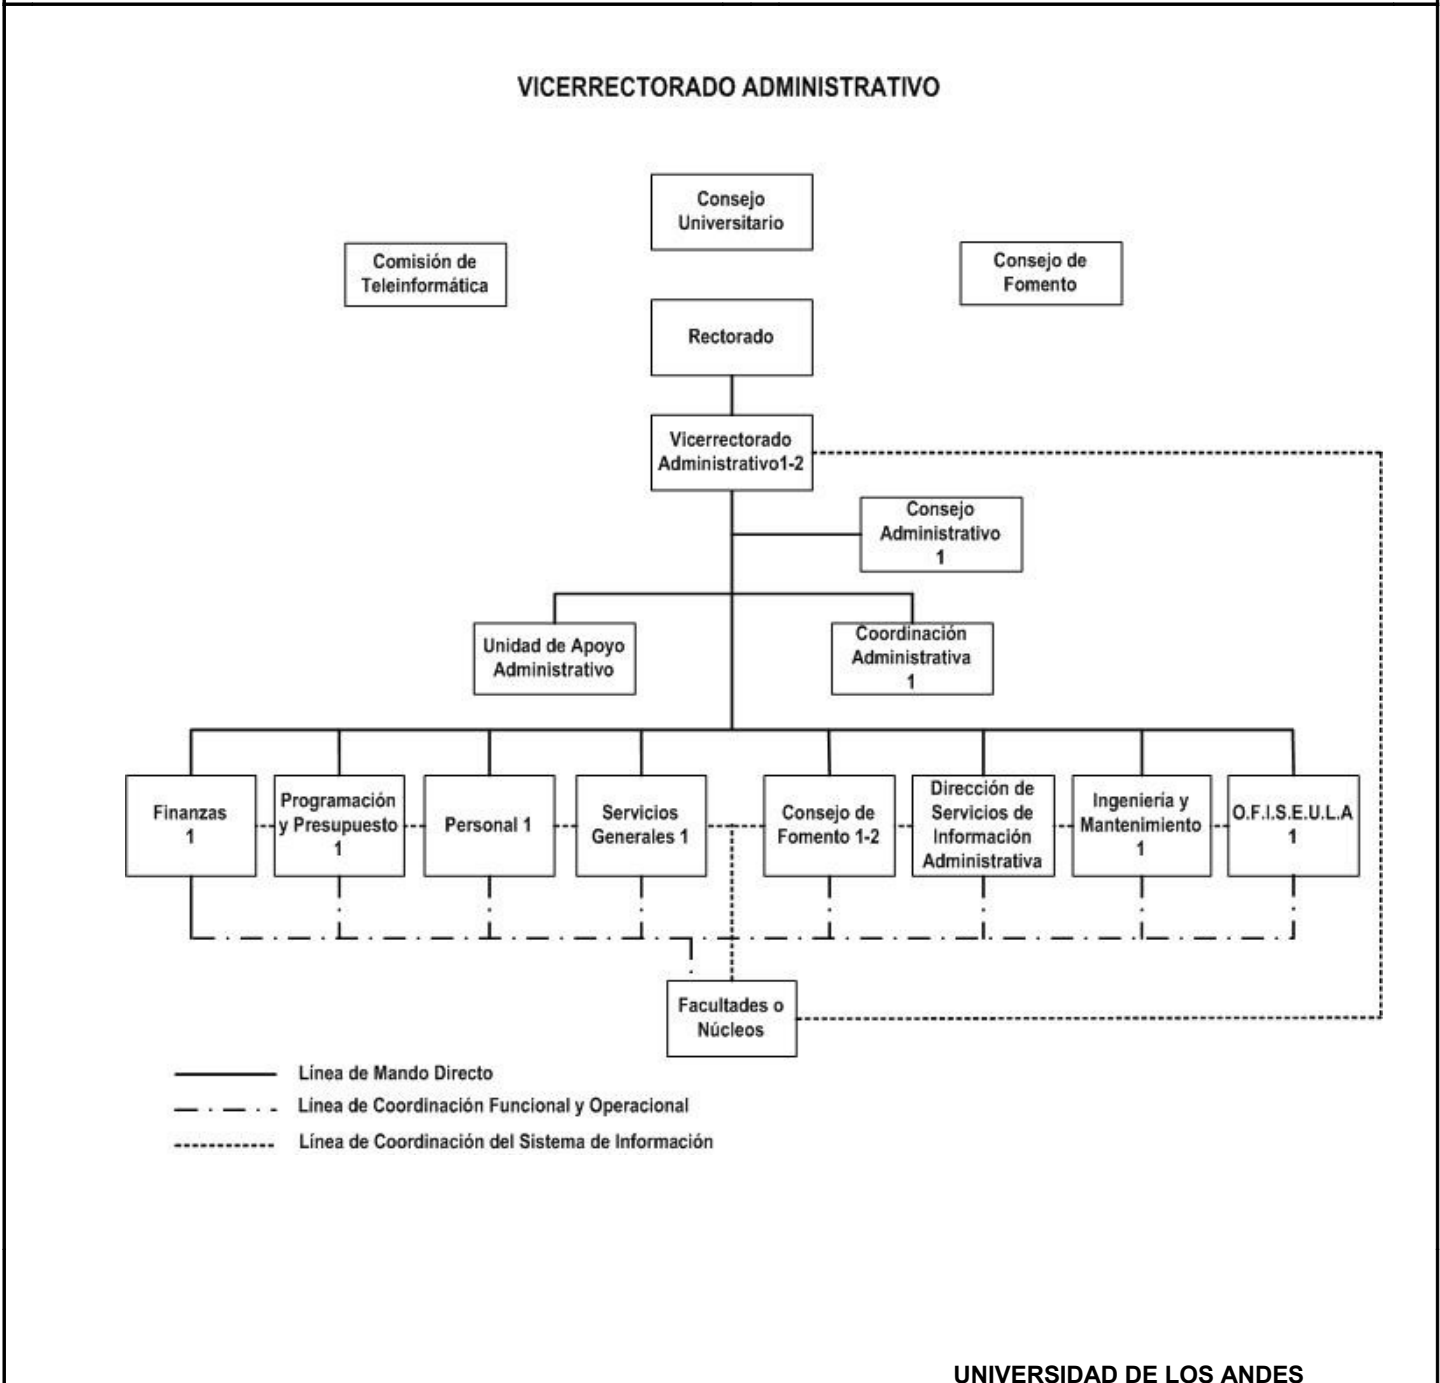 VICERRECTORADO ADMINISTRATIVO
Consejo
Universitario
Comisión de
Teleinformática
Consejo de
Fomento
Rectorado
Vicerrectorado
Administrativo1-2
Consejo
Administrativo
1
Unidad de Apoyo
Administrativo
Coordinación
Administrativa
1
Finanzas
1
Programación
y Presupuesto
1
Personal 1
Servicios
Generales 1
Consejo de
Fomento 1-2
Dirección de
Servicios de
Información
Administrativa
Ingeniería y
Mantenimiento
1
O.F.I.S.E.U.L.A
1
Facultades o
Núcleos
Línea de Mando Directo
Línea de Coordinación Funcional y Operacional
Línea de Coordinación del Sistema de Información
UNIVERSIDAD DE LOS ANDES